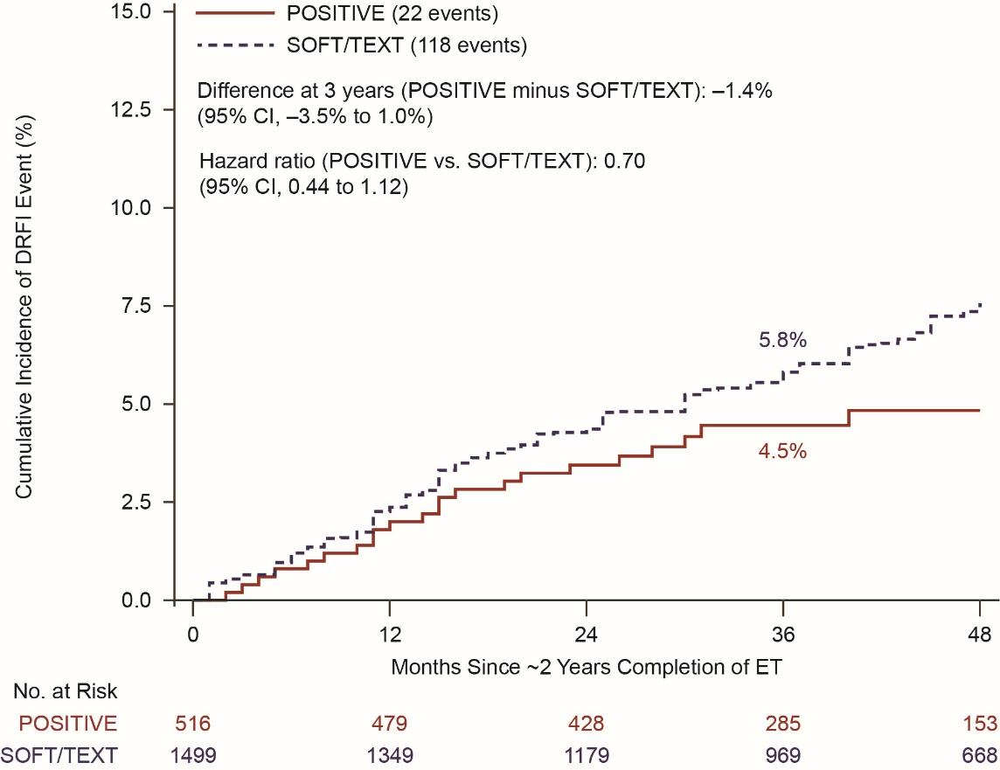 15.0
POSITIVE (22 events)
SOFT/TEXT (118 events)
Difference at 3 years (POSITIVE minus SOFT/TEXT): –1.4%
(95% CI, –3.5% to 1.0%)
12.5
Hazard ratio (POSITIVE vs. SOFT/TEXT): 0.70
(95% CI, 0.44 to 1.12)
10.0
7.5
5.0
2.5
0.0
Cumulative Incidence of DRFI Event (%)
5.8%
4.5%
0 12 24 36 48
Months Since ~2 Years Completion of ET
No. at Risk
POSITIVE 516 479 428 285 153
SOFT/TEXT 1499 1349 1179 969 668